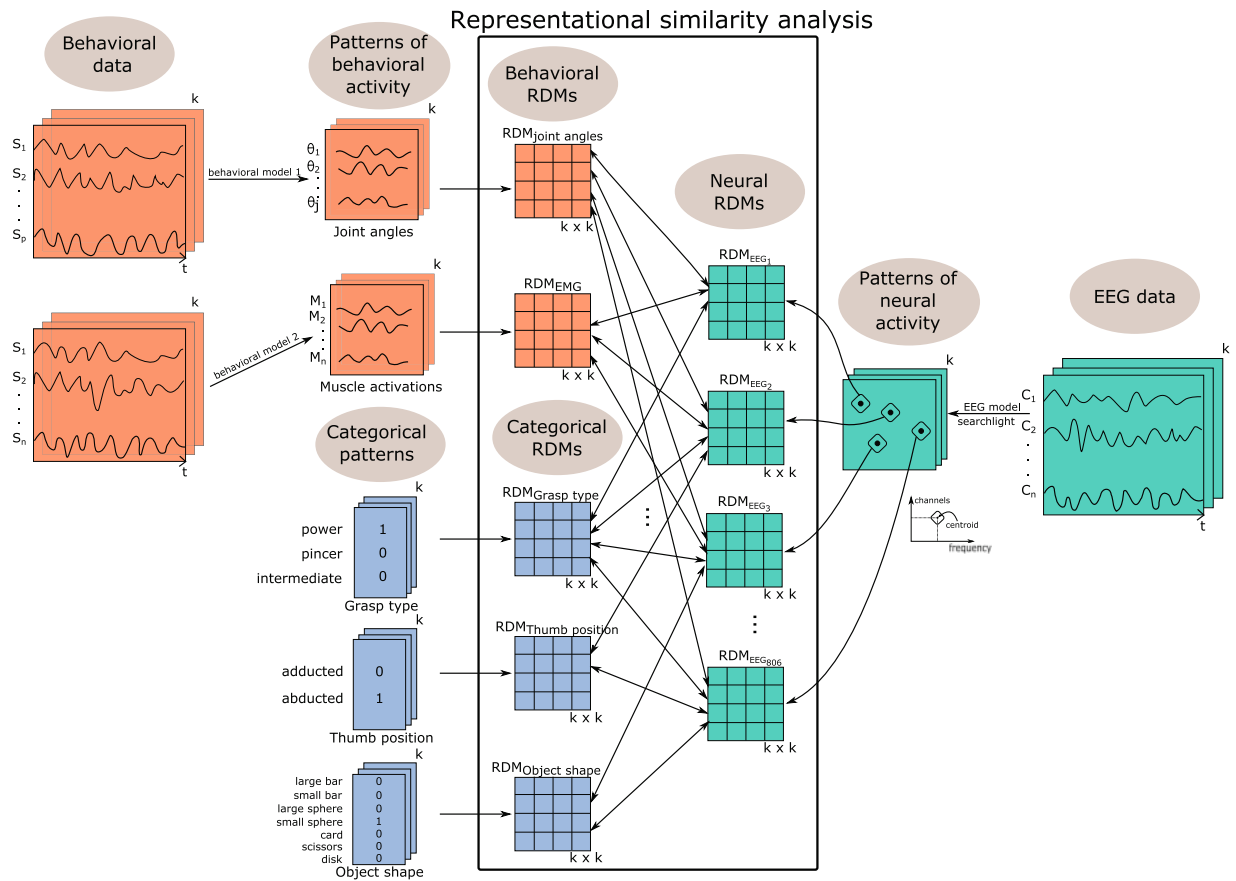 Representational similarity analysis
Behavioral
data
k
S1
S2
.
.
.
Sp
t
behavioral model 1
Patterns of
behavioral
activity
k
θ1
θ2
.
.
θj
Joint angles
k
S1
S2
.
.
.
Sn
t
behavioral model 2
k
M1
M2
.
.
Mn
Muscle activations
Categorical
patterns
k
power 1
pincer 0
intermediate 0
Grasp type
k
adducted 0
abducted 1
Thumb position
k
large bar 0
small bar 0
large sphere 0
small sphere 1
card 0
scissors 0
disk 0
Object shape
Behavioral
RDMs
RDMjoint angles
k x k
RDMEMG
k x k
Categorical
RDMs
RDMGrasp type
k x k
RDMThumb position
k x k
RDMObject shape
k x k
...
Neural
RDMs
RDMEEG1
k x k
RDMEEG2
k x k
RDMEEG3
k x k
...
RDMEEG806
k x k
Patterns of
neural
activity
k
channels
centroid
frequency
EEG model
searchlight
EEG data
k
C1
C2
.
.
.
Cn
t